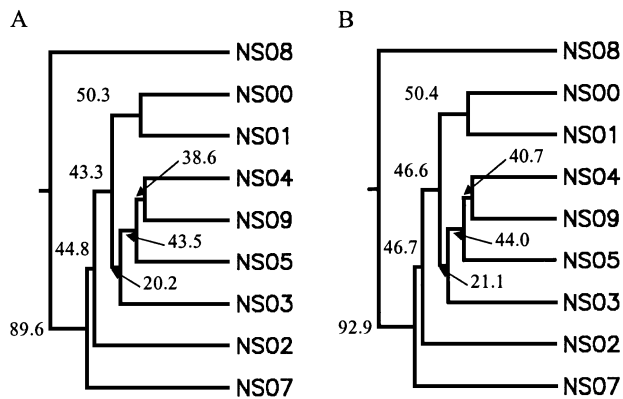 A B
NS08 NS08
50.3 NS00 50.4 NS00
NS01 NS01
38.6 40.7
43.3 NS04 46.6 NS04
NS09 NS09
44.8 43.5 46.7 44.0
NS05 NS05
20.2 21.1
NS03 NS03
89.6 92.9
NS02 NS02
NS07 NS07